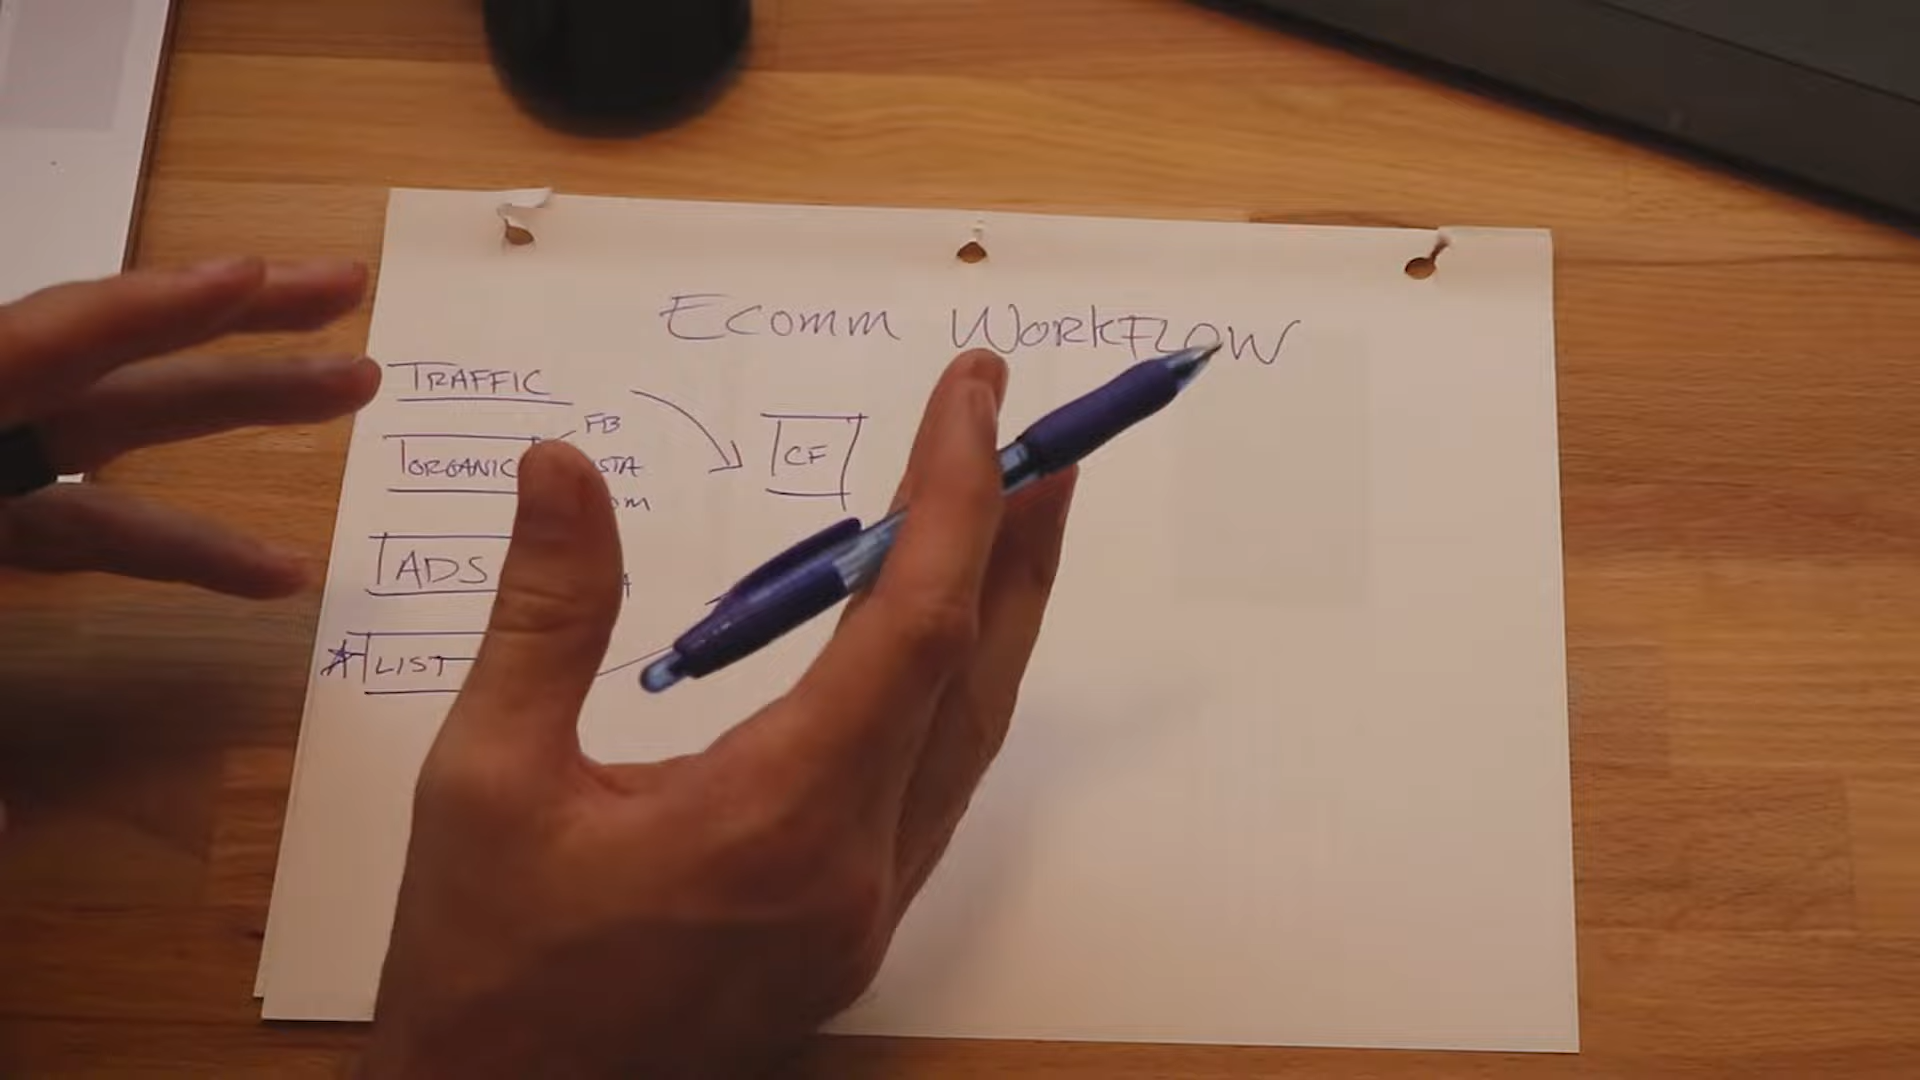 Ecomm WORKFLOW
TRAFFIC
FB
CF
ORGANIC
ADS
LIST